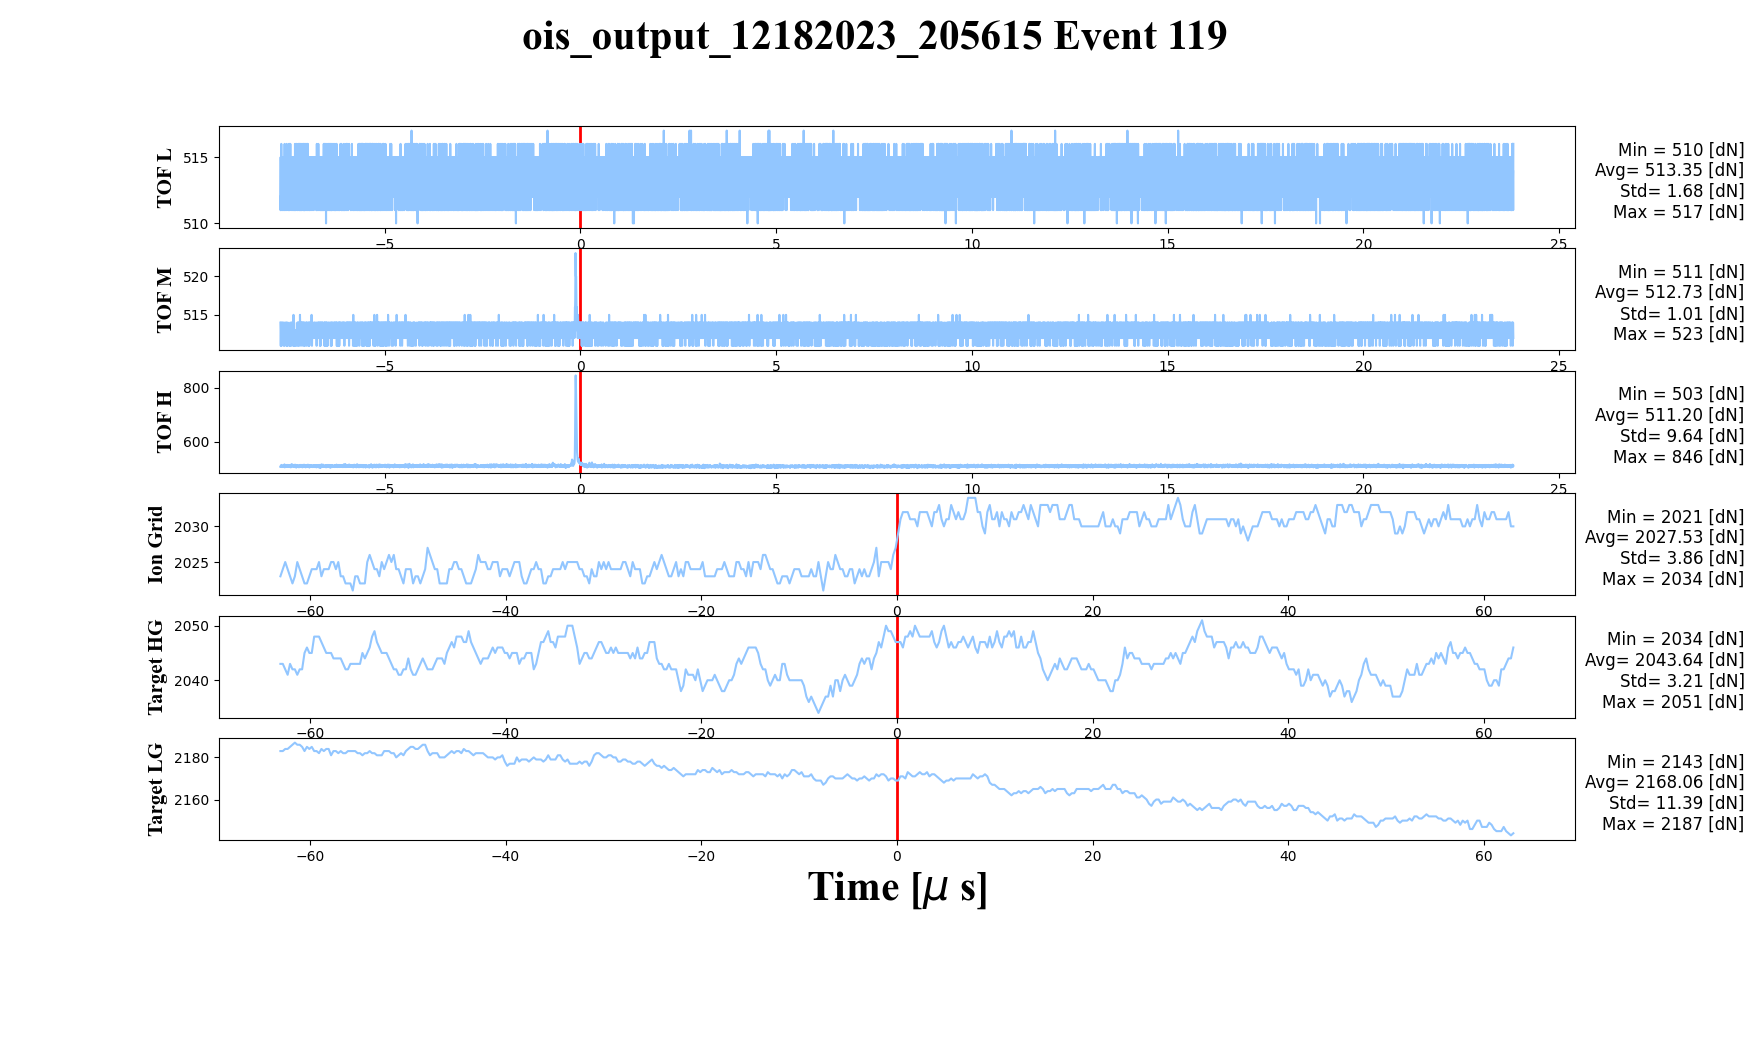 ois_output_12182023_205615 Event 119
TOF L
515
510
−5
0
5
10
15
20
25
Min = 510 [dN]
Avg= 513.35 [dN]
Std= 1.68 [dN]
Max = 517 [dN]
TOF M
520
515
−5
0
5
10
15
20
25
Min = 511 [dN]
Avg= 512.73 [dN]
Std= 1.01 [dN]
Max = 523 [dN]
TOF H
800
600
−5
0
5
10
15
20
25
Min = 503 [dN]
Avg= 511.20 [dN]
Std= 9.64 [dN]
Max = 846 [dN]
Ion Grid
2030
2025
−60
−40
−20
0
20
40
60
Min = 2021 [dN]
Avg= 2027.53 [dN]
Std= 3.86 [dN]
Max = 2034 [dN]
Target HG
2050
2040
−60
−40
−20
0
20
40
60
Min = 2034 [dN]
Avg= 2043.64 [dN]
Std= 3.21 [dN]
Max = 2051 [dN]
Target LG
2180
2160
−60
−40
−20
0
20
40
60
Min = 2143 [dN]
Avg= 2168.06 [dN]
Std= 11.39 [dN]
Max = 2187 [dN]
Time [μ s]